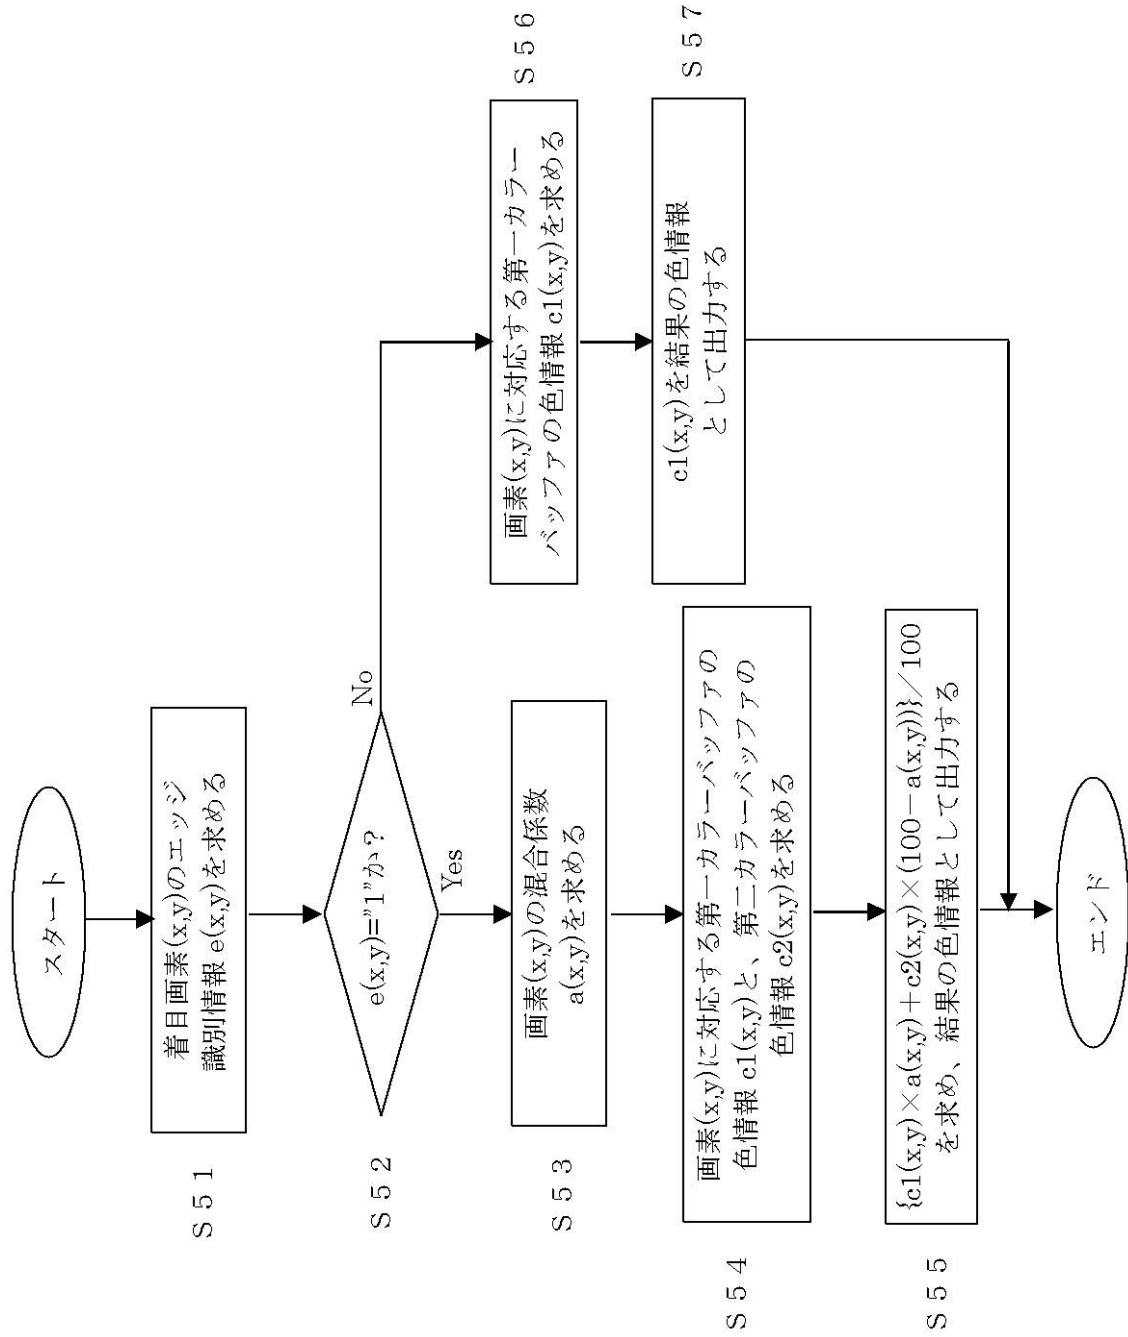 スタート
S51
着目画素(x,y)のエッジ
識別情報 e(x,y)を求める
S52
e(x,y)="1"か?
Yes
No
S53
画素(x,y)の混合係数
a(x,y)を求める
S54
画素(x,y)に対応する第一カラーバッファの
色情報 c1(x,y)と、第二カラーバッファの
色情報 c2(x,y)を求める
S55
{c1(x,y)×a(x,y)+c2(x,y)×(100-a(x,y))}/100
を求め、結果の色情報として出力する
S56
画素(x,y)に対応する第一カラー
バッファの色情報 c1(x,y)を求める
S57
c1(x,y)を結果の色情報
として出力する
エンド